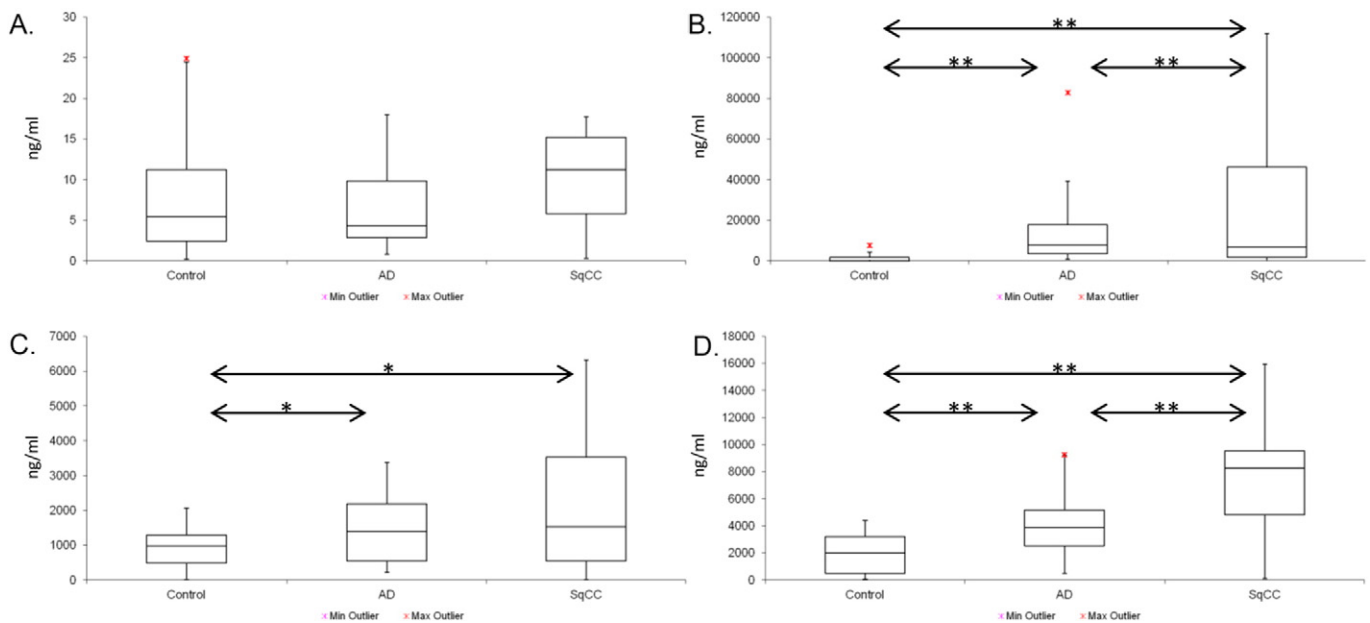 A.
30
25
20
15
10
5
0
ng/ml
Control AD SqCC
× Min Outlier × Max Outlier
B.
120000
100000
80000
60000
40000
20000
0
ng/ml
**
** **
Control AD SqCC
× Min Outlier × Max Outlier
C.
7000
6000
5000
4000
3000
2000
1000
0
ng/ml
*
*
Control AD SqCC
× Min Outlier × Max Outlier
D.
18000
16000
14000
12000
10000
8000
6000
4000
2000
0
ng/ml
**
** **
Control AD SqCC
× Min Outlier × Max Outlier